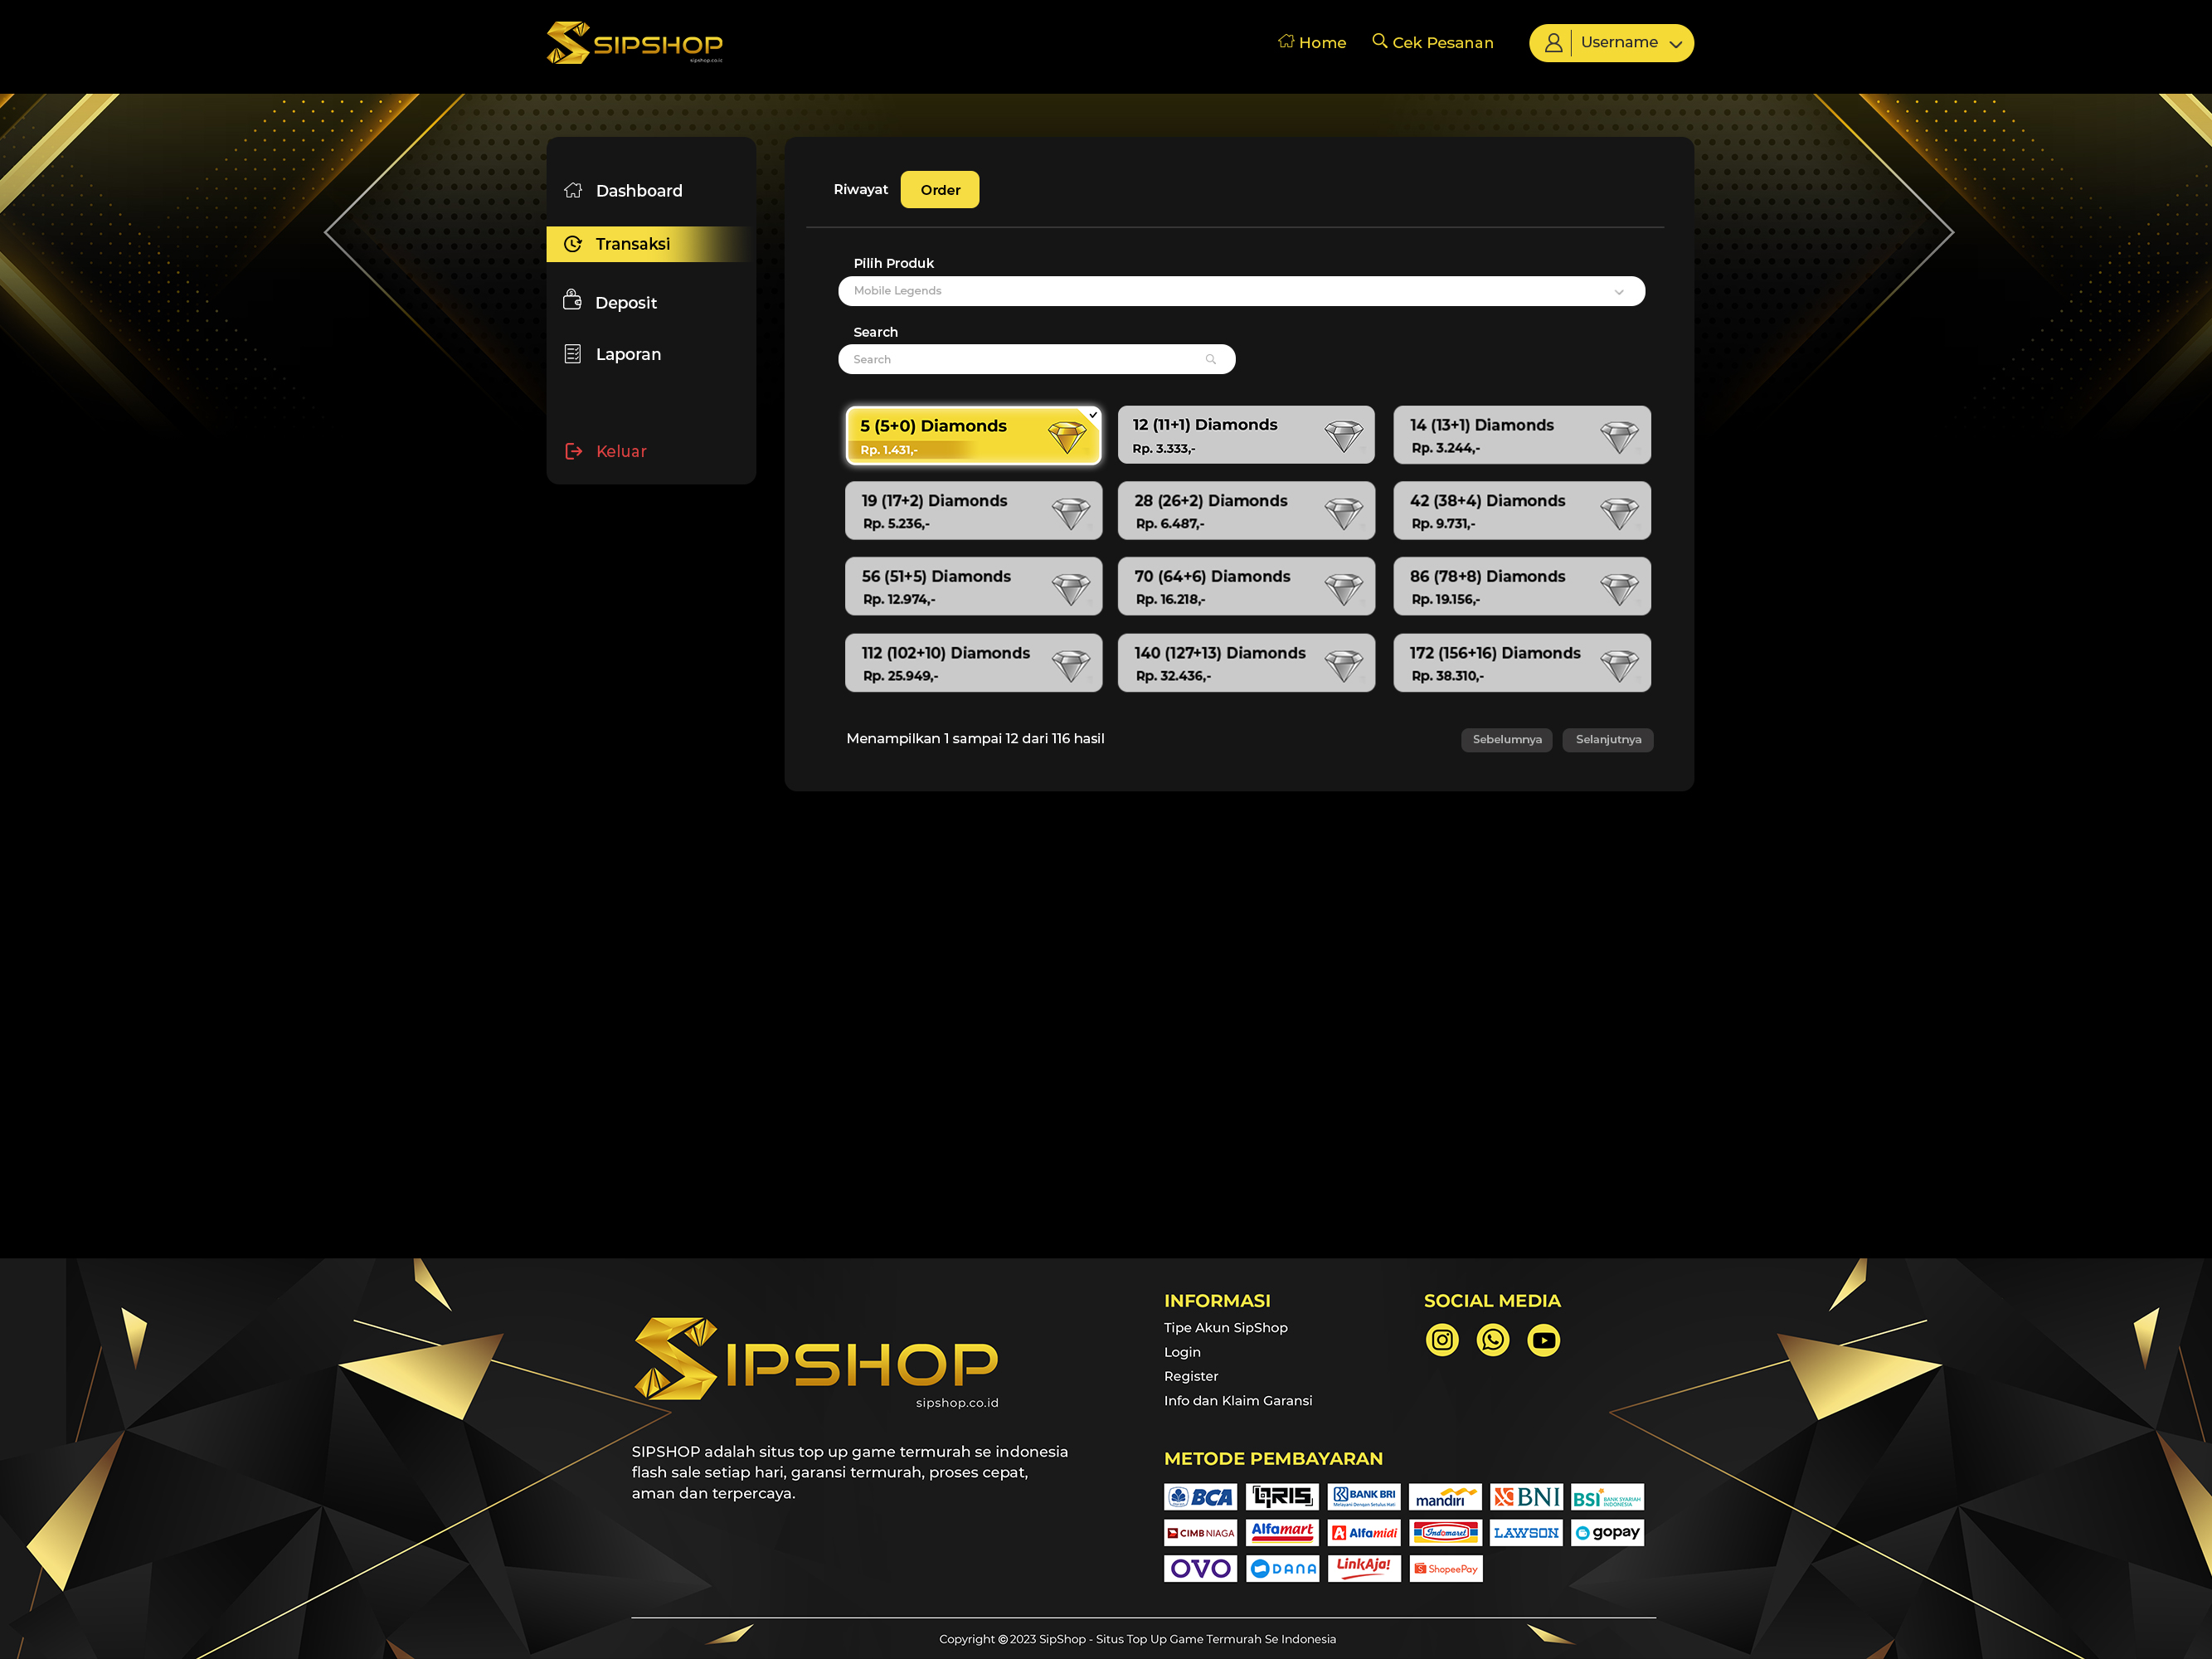 SIPSHOP
sipshop.co.id
Home
Cek Pesanan
Username
Dashboard
Transaksi
Deposit
Laporan
Keluar
Riwayat
Order
Pilih Produk
Mobile Legends
Search
Search
5 (5+0) Diamonds
Rp. 1.431,-
12 (11+1) Diamonds
Rp. 3.333,-
14 (13+1) Diamonds
Rp. 3.244,-
19 (17+2) Diamonds
Rp. 5.236,-
28 (26+2) Diamonds
Rp. 6.487,-
42 (38+4) Diamonds
Rp. 9.731,-
56 (51+5) Diamonds
Rp. 12.974,-
70 (64+6) Diamonds
Rp. 16.218,-
86 (78+8) Diamonds
Rp. 19.156,-
112 (102+10) Diamonds
Rp. 25.949,-
140 (127+13) Diamonds
Rp. 32.436,-
172 (156+16) Diamonds
Rp. 38.310,-
Menampilkan 1 sampai 12 dari 116 hasil
Sebelumnya
Selanjutnya
SIPSHOP
sipshop.co.id
SIPSHOP adalah situs top up game termurah se indonesia
flash sale setiap hari, garansi termurah, proses cepat,
aman dan terpercaya.
INFORMASI
Tipe Akun SipShop
Login
Register
Info dan Klaim Garansi
SOCIAL MEDIA
METODE PEMBAYARAN
BCA
QRIS
BANK BRI
Melayani Dengan Setulus Hati
mandiri
BNI
BSI BANK SYARIAH
INDONESIA
CIMB NIAGA
Alfamart
Alfamidi
Indomaret
LAWSON
gopay
OVO
DANA
LinkAja!
ShopeePay
Copyright © 2023 SipShop - Situs Top Up Game Termurah Se Indonesia